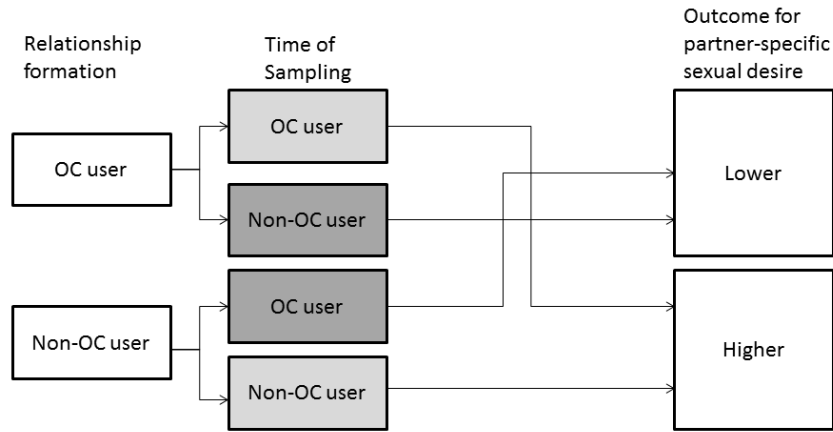 Relationship
formation
Time of
Sampling
Outcome for
partner-specific
sexual desire
OC user
Non-OC user
OC user
Non-OC user
OC user
Non-OC user
Lower
Higher